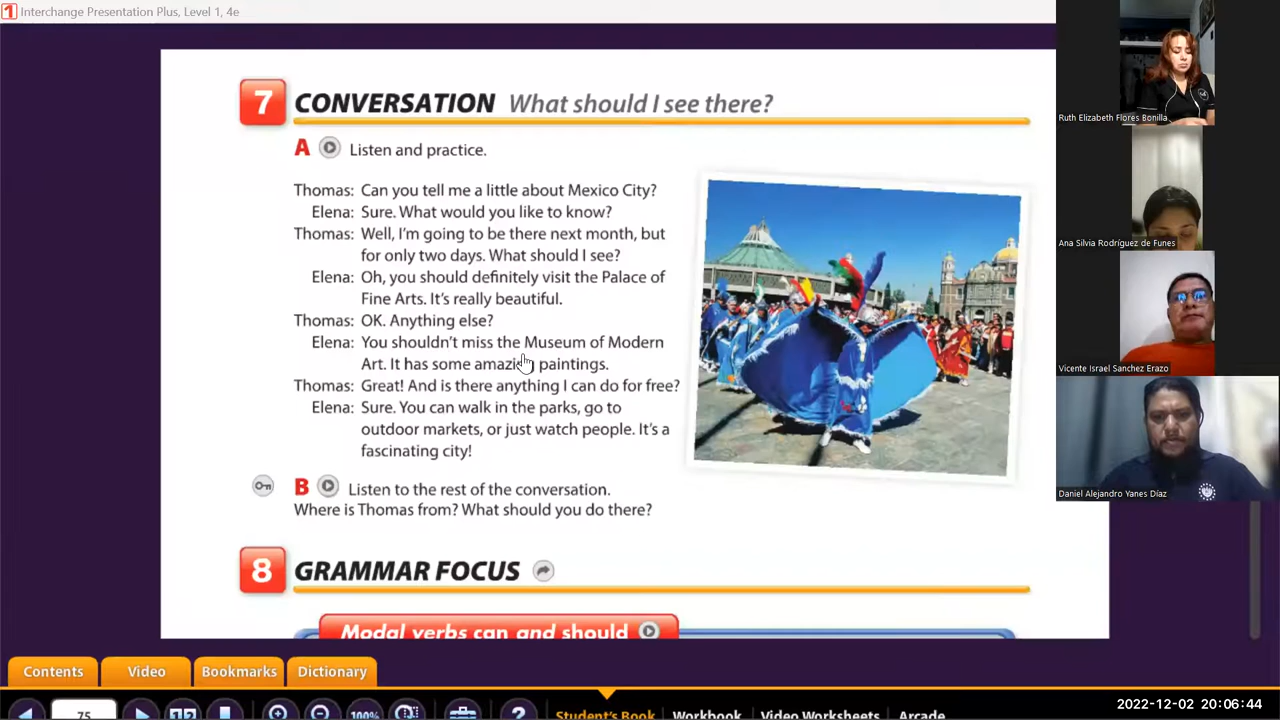 Interchange Presentation Plus, Level 1, 4e
7 CONVERSATION What should I see there?
A Listen and practice.
Thomas: Can you tell me a little about Mexico City?
Elena: Sure. What would you like to know?
Thomas: Well, I'm going to be there next month, but
for only two days. What should I see?
Elena: Oh, you should definitely visit the Palace of
Fine Arts. It's really beautiful.
Thomas: OK. Anything else?
Elena: You shouldn't miss the Museum of Modern
Art. It has some amazing paintings.
Thomas: Great! And is there anything I can do for free?
Elena: Sure. You can walk in the parks, go to
outdoor markets, or just watch people. It's a
fascinating city!
B Listen to the rest of the conversation.
Where is Thomas from? What should you do there?
8 GRAMMAR FOCUS
Modal verbs can and should
Ruth Elizabeth Flores Bonilla
Ana Silvia Rodríguez de Funes
Vicente Israel Sanchez Erazo
Daniel Alejandro Yanes Díaz
Contents Video Bookmarks Dictionary
75 100% ? Student's Book Workbook Video Worksheets Arcade
2022-12-02 20:06:44